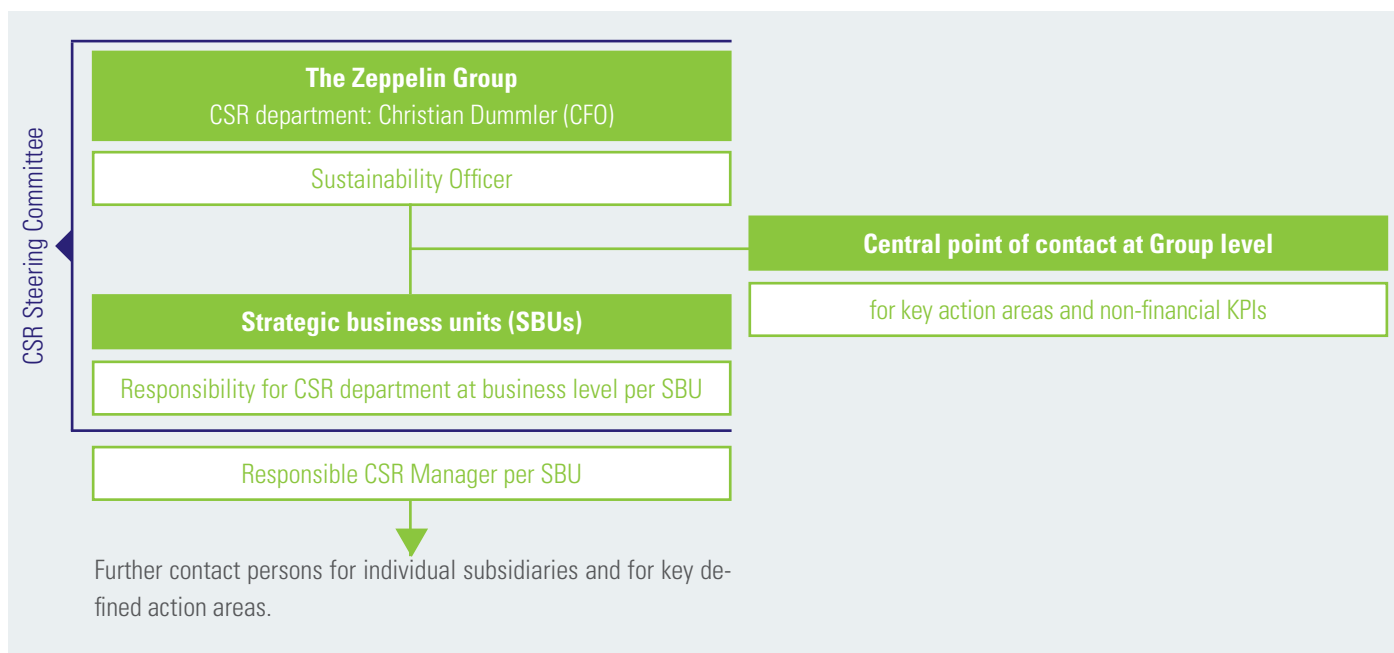 CSR Steering Committee
The Zeppelin Group
CSR department: Christian Dummler (CFO)
Sustainability Officer
Central point of contact at Group level
for key action areas and non-financial KPIs
Strategic business units (SBUs)
Responsibility for CSR department at business level per SBU
Responsible CSR Manager per SBU
Further contact persons for individual subsidiaries and for key de-
fined action areas.